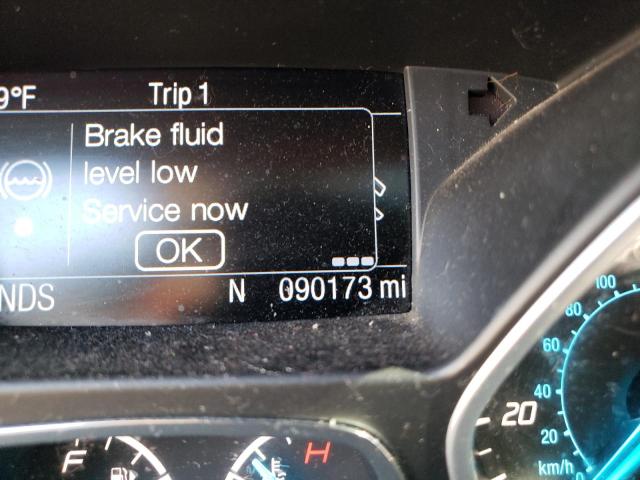 9°F Trip 1
Brake fluid
level low
Service now
OK
NDS N 090173 mi
100
80
60
40
20 20
km/h 0
F H